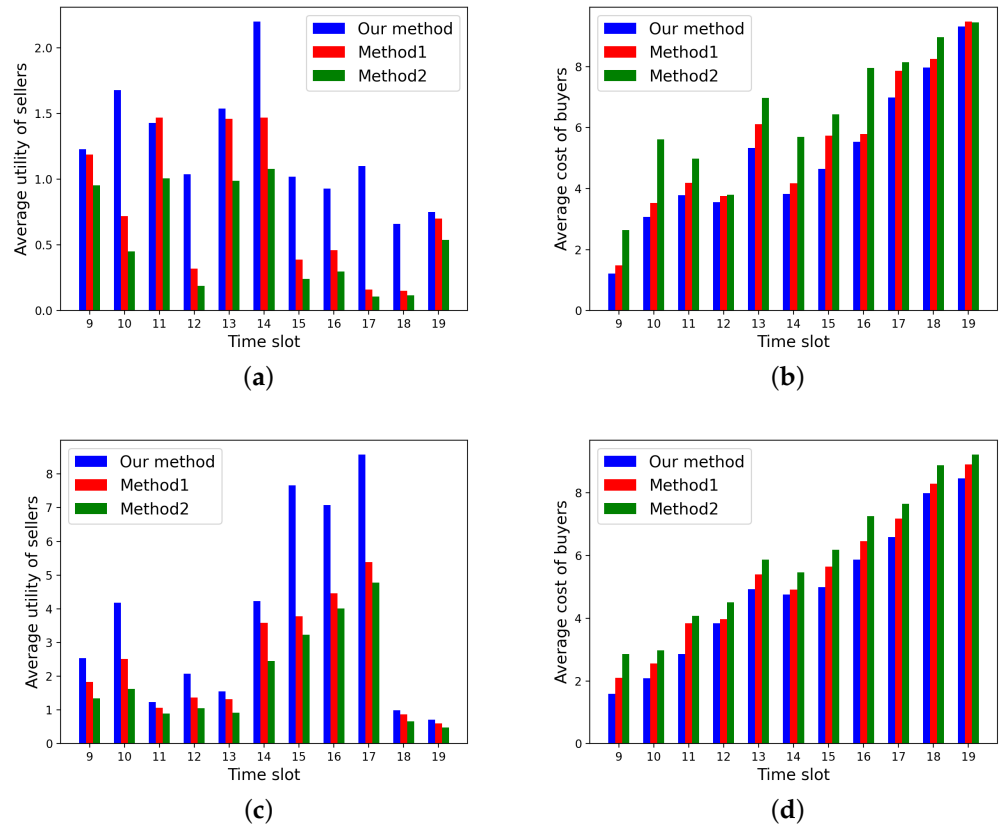 Average utility of sellers
2.0
1.5
1.0
0.5
0.0
Our method
Method1
Method2
9 10 11 12 13 14 15 16 17 18 19
Time slot
(a)
Average cost of buyers
8
6
4
2
0
Our method
Method1
Method2
9 10 11 12 13 14 15 16 17 18 19
Time slot
(b)
Average utility of sellers
8
7
6
5
4
3
2
1
0
Our method
Method1
Method2
9 10 11 12 13 14 15 16 17 18 19
Time slot
(c)
Average cost of buyers
8
6
4
2
0
Our method
Method1
Method2
9 10 11 12 13 14 15 16 17 18 19
Time slot
(d)